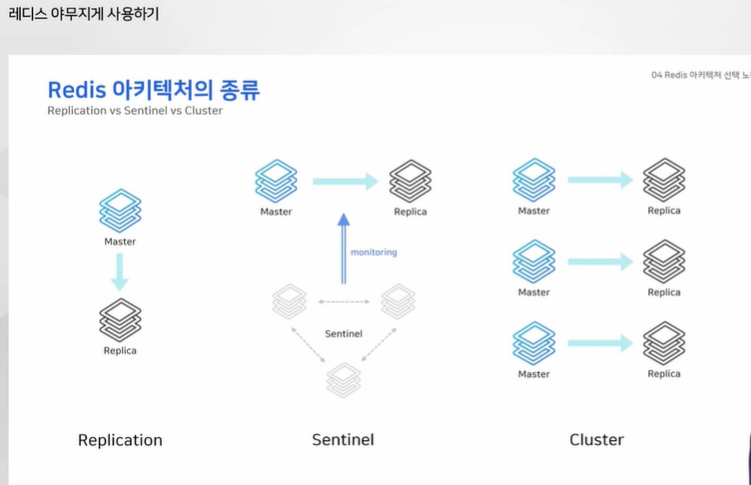 레디스 야무지게 사용하기
04 Redis 아키텍처 선택
Redis 아키텍처의 종류
Replication vs Sentinel vs Cluster
Master
Replica
Replication
Master
Replica
monitoring
Sentinel
Sentinel
Master
Replica
Master
Replica
Master
Replica
Cluster